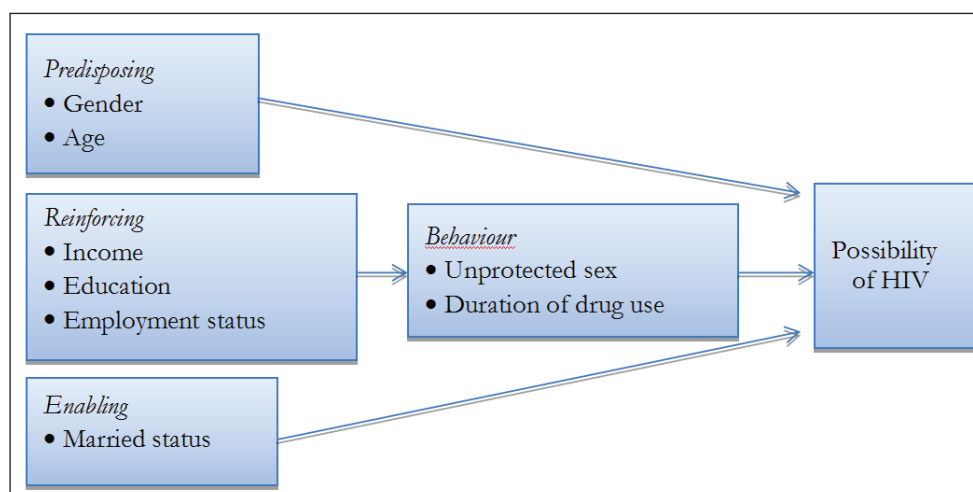 Predisposing
• Gender
• Age
Reinforcing
• Income
• Education
• Employment status
Enabling
• Married status
Behaviour
• Unprotected sex
• Duration of drug use
Possibility
of HIV